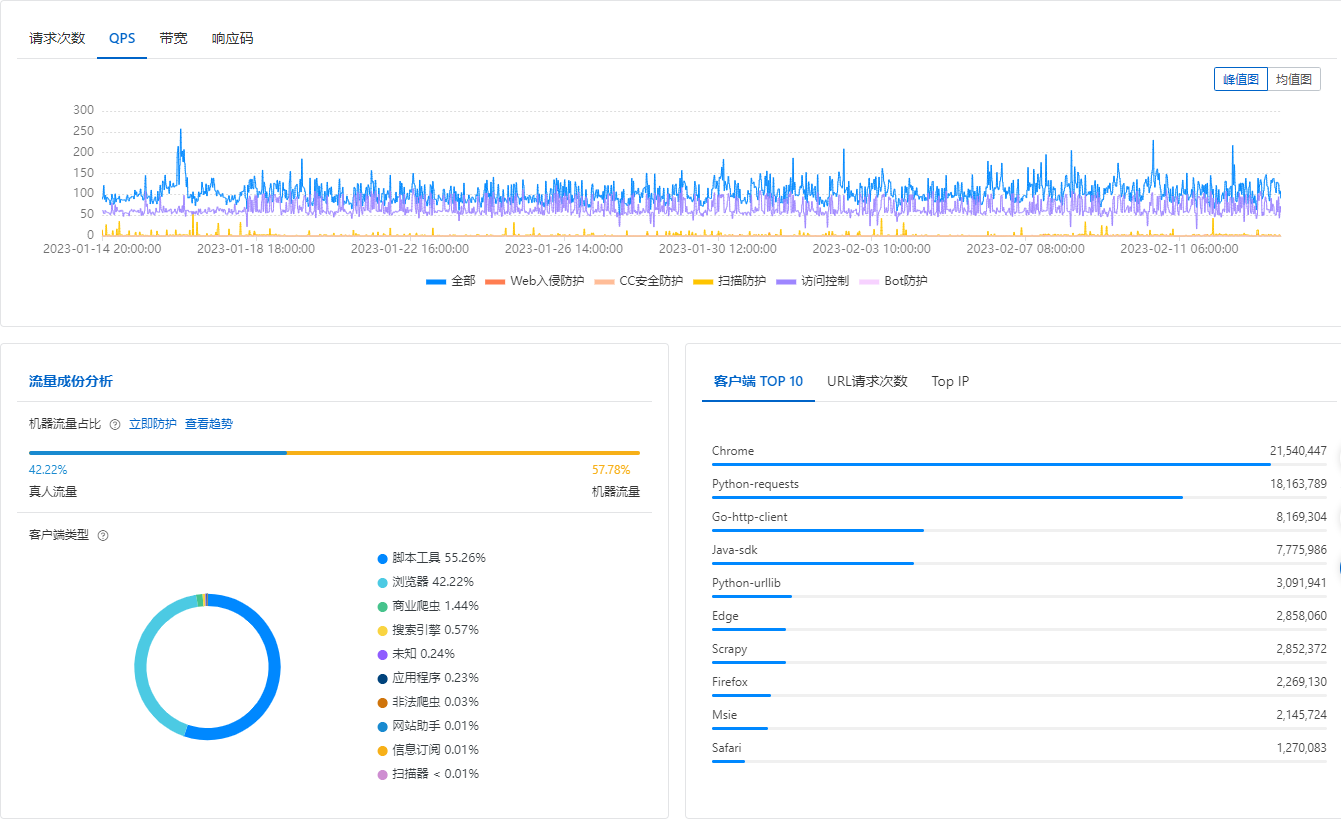 请求次数 QPS 带宽 响应码
峰值图 均值图
300
250
200
150
100
50
0
2023-01-14 20:00:00 2023-01-18 18:00:00 2023-01-22 16:00:00 2023-01-26 14:00:00 2023-01-30 12:00:00 2023-02-03 10:00:00 2023-02-07 08:00:00 2023-02-11 06:00:00
全部 Web入侵防护 CC安全防护 扫描防护 访问控制 Bot防护
流量成份分析
机器流量占比 ? 立即防护 查看趋势
42.22% 57.78%
真人流量 机器流量
客户端类型 ?
脚本工具 55.26%
浏览器 42.22%
商业爬虫 1.44%
搜索引擎 0.57%
未知 0.24%
应用程序 0.23%
非法爬虫 0.03%
网站助手 0.01%
信息订阅 0.01%
扫描器 < 0.01%
客户端 TOP 10 URL请求次数 Top IP
Chrome 21,540,447
Python-requests 18,163,789
Go-http-client 8,169,304
Java-sdk 7,775,986
Python-urllib 3,091,941
Edge 2,858,060
Scrapy 2,852,372
Firefox 2,269,130
Msie 2,145,724
Safari 1,270,083